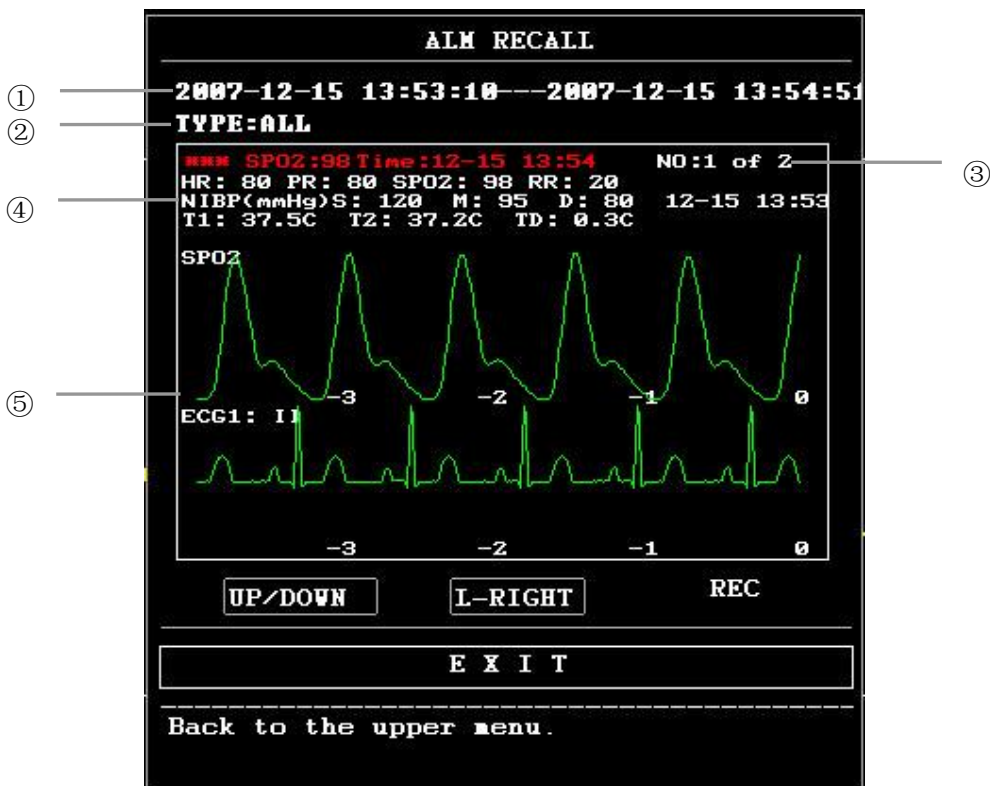 ALM RECALL
① 2007-12-15 13:53:10---2007-12-15 13:54:51
② TYPE:ALL
*** SPO2:98 Time:12-15 13:54 NO:1 of 2 ③
HR: 80 PR: 80 SPO2: 98 RR: 20
④ NIBP(mmHg)S: 120 M: 95 D: 80 12-15 13:53
T1: 37.5C T2: 37.2C TD: 0.3C
SPO2
-3 -2 -1 0
⑤
ECG1: II
-3 -2 -1 0
UP/DOWN L-RIGHT REC
E X I T
Back to the upper menu.